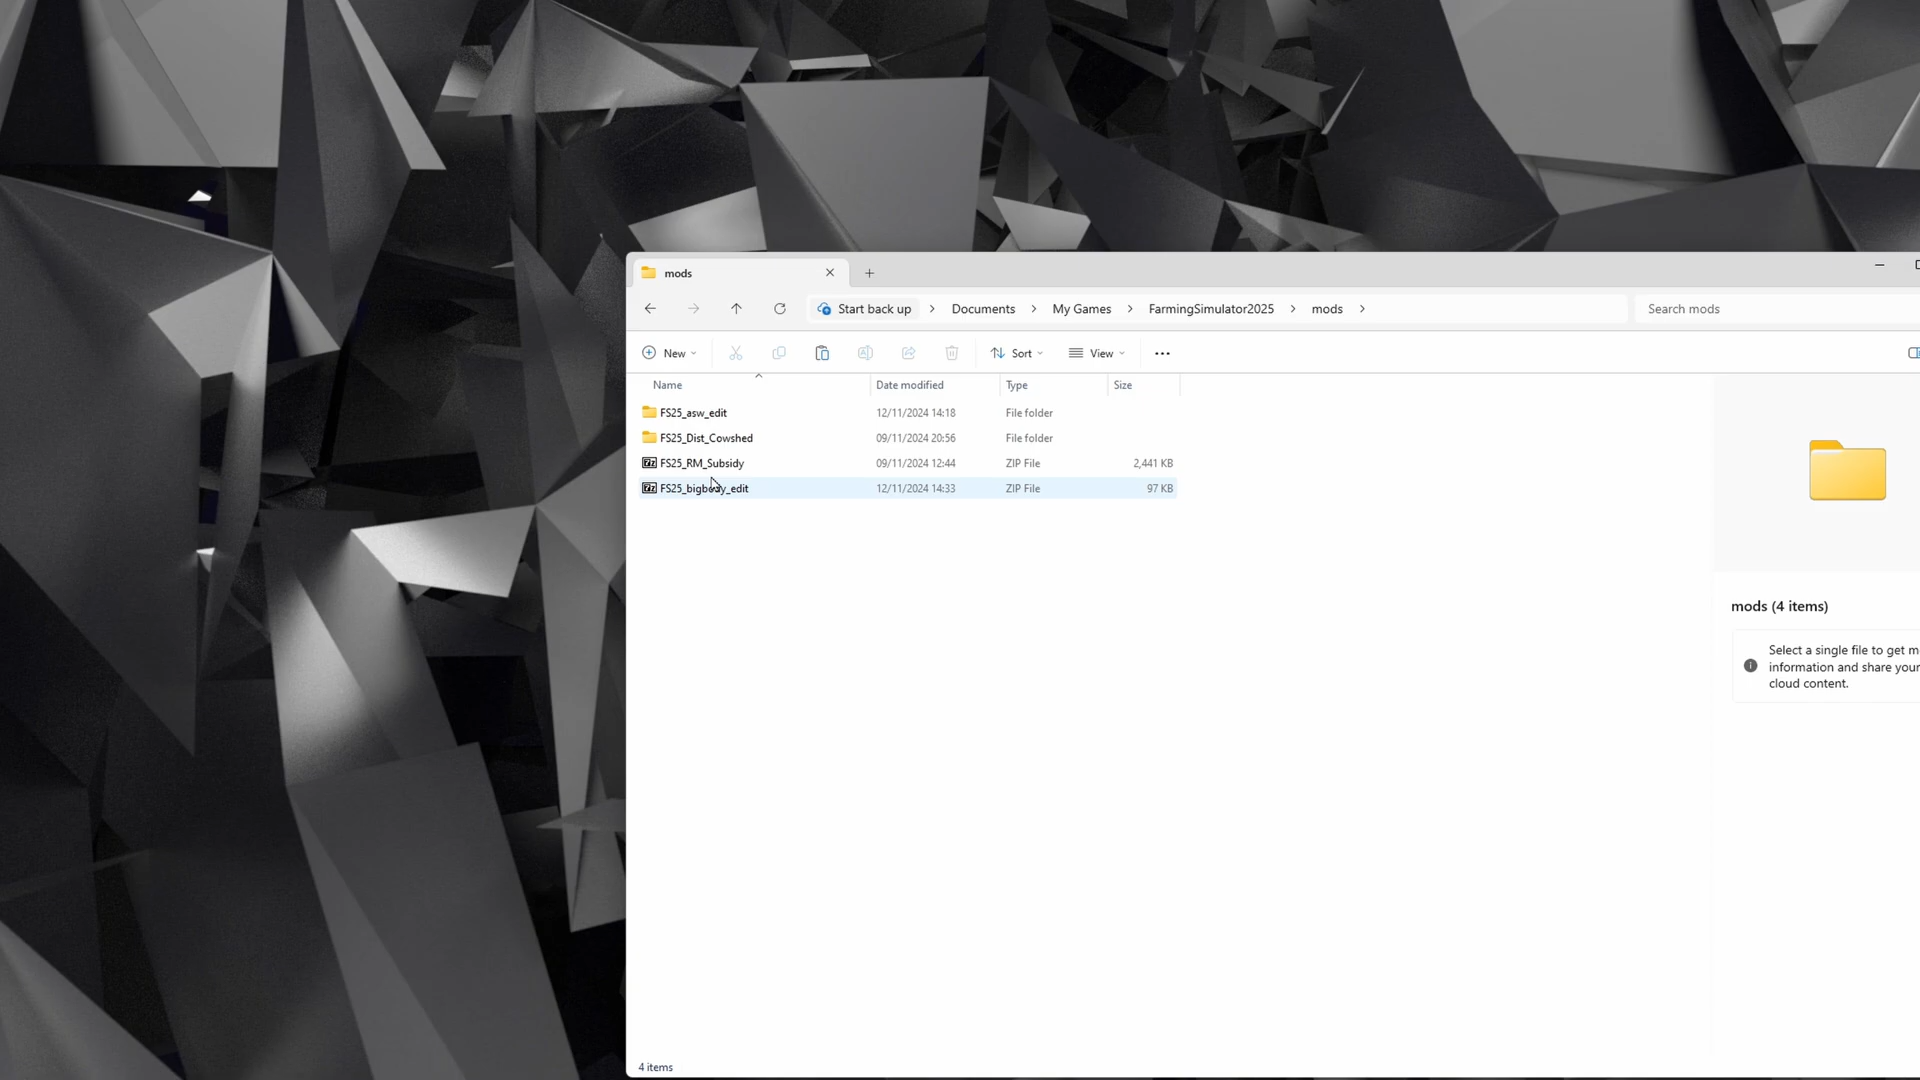 mods
Start back up Documents My Games FarmingSimulator2025 mods
Search mods
New Sort View
Name Date modified Type Size
FS25_asw_edit 12/11/2024 14:18 File folder
FS25_Dist_Cowshed 09/11/2024 20:56 File folder
FS25_RM_Subsidy 09/11/2024 12:44 ZIP File 2,441 KB
12/11/2024 14:33 ZIP File 97 KB
mods (4 items)
Select a single file to get
information and share your
cloud content.
4 items